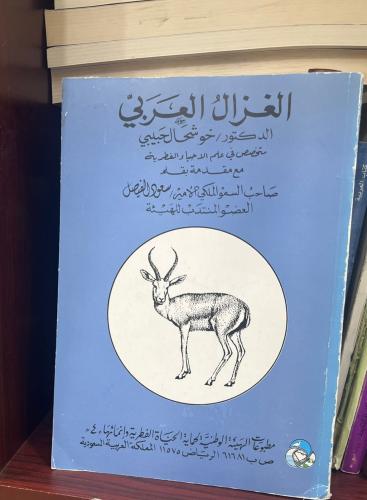 الغزال العربي
الدكتور/ خوشحال حبيبي
متخصص في علم الأحياء الفطرية
مع مقدمة بقلم
صاحب السمو الملكي الأمير/ سعود الفيصل
العضو المنتدب للهيئة
مطبوعات الهيئة الوطنية لحماية الحياة الفطرية وإنمائها ٤
ص ب ٦١٦٨١ الرياض ١١٥٧٥ المملكة العربية السعودية